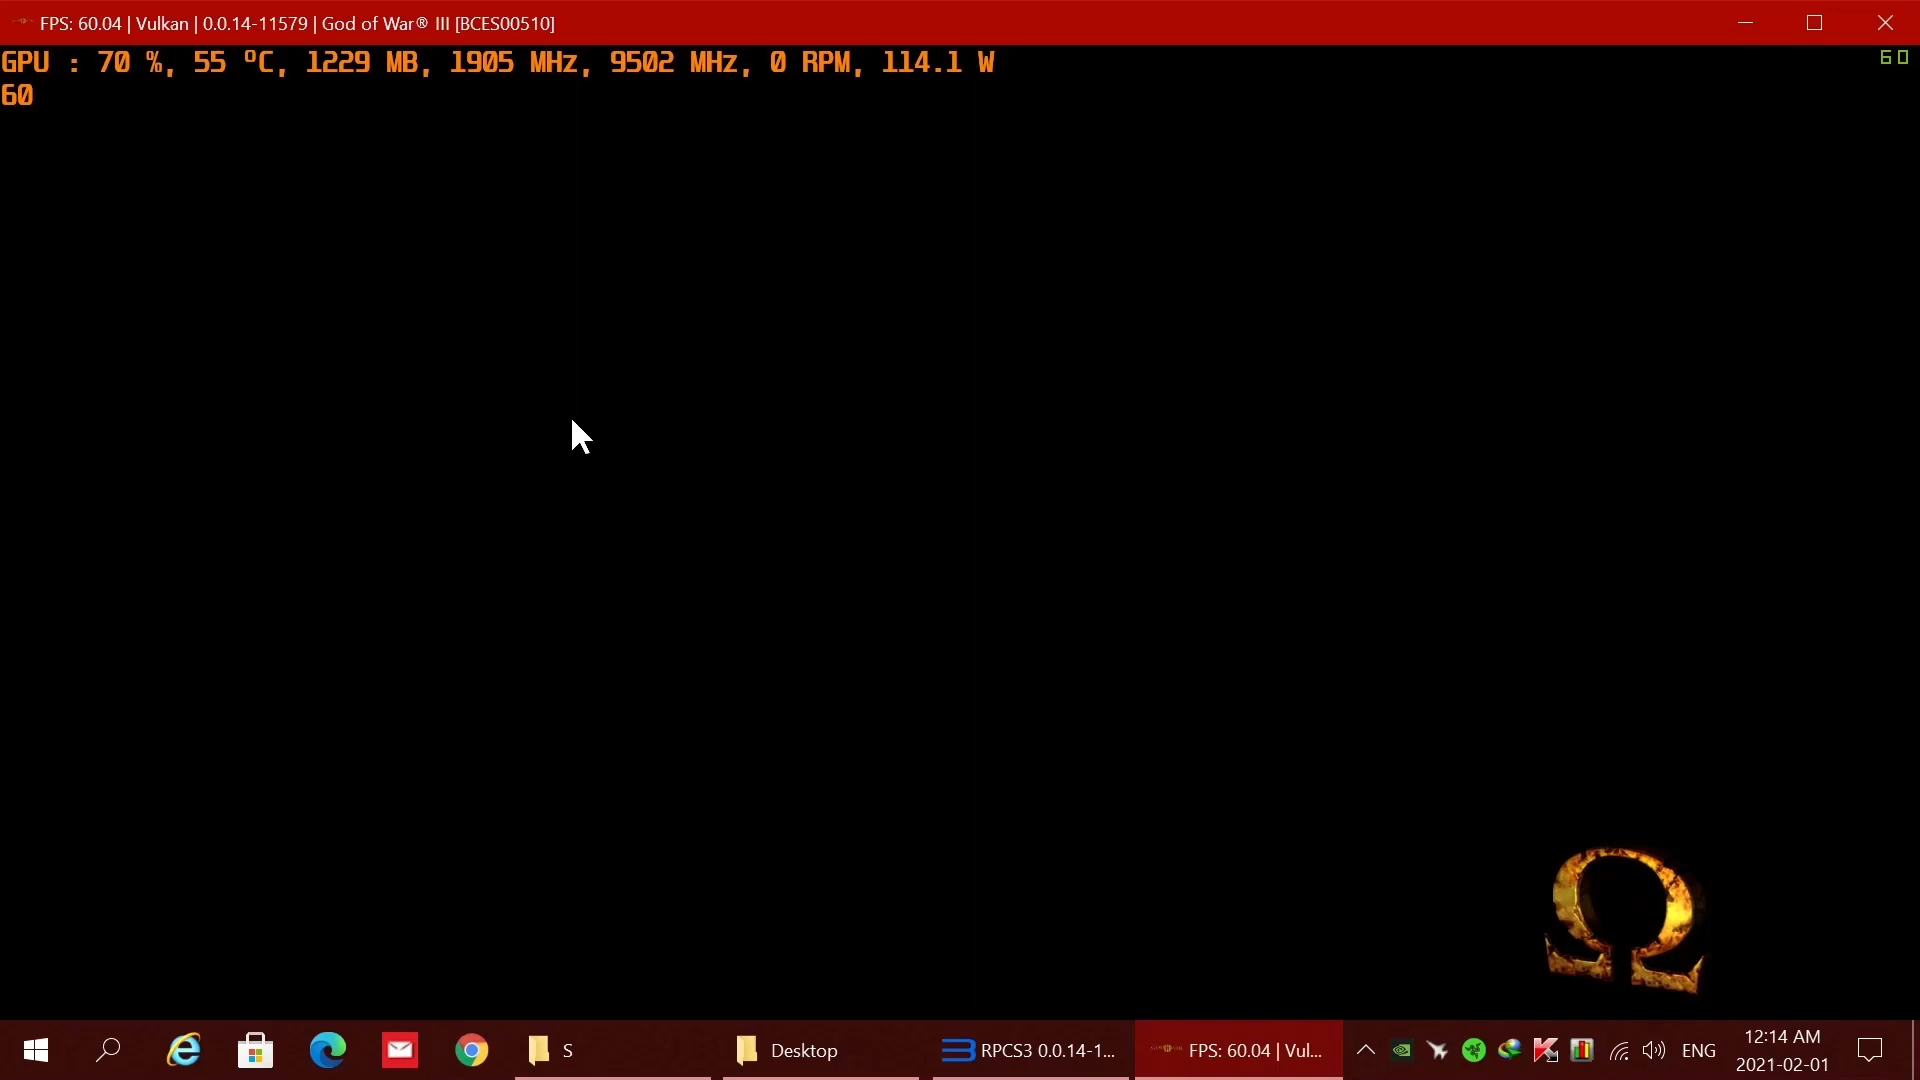 FPS: 60.04 | Vulkan | 0.0.14-11579 | God of War® III [BCES00510]
GPU : 70 %, 55 ºC, 1229 MB, 1905 MHz, 9502 MHz, 0 RPM, 114.1 W
60
60
Ω
S
Desktop
RPCS3 0.0.14-1...
FPS: 60.04 | Vul...
ENG
12:14 AM
2021-02-01